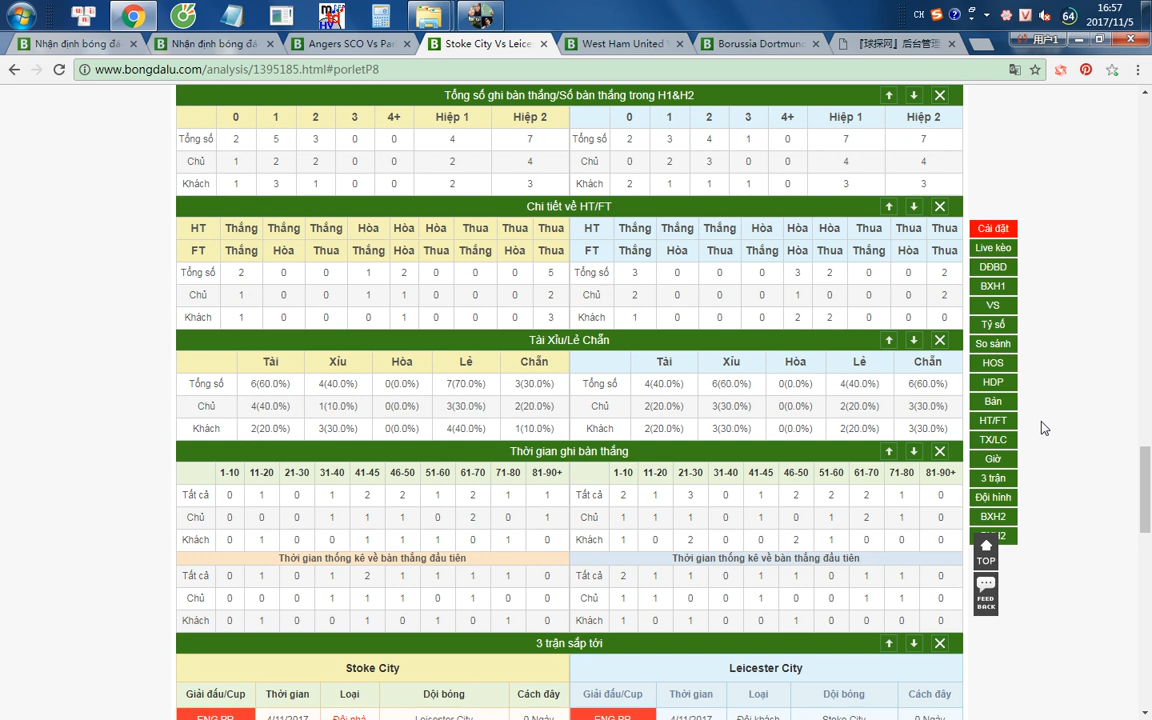 CH 64 16:57
2017/11/5
Nhận định bóng đá Nhận định bóng đá Angers SCO Vs Par Stoke City Vs Leice West Ham United Borussia Dortmund 『球探网』后台管理 用户1
www.bongdalu.com/analysis/1395185.html#porletP8
Tổng số ghi bàn thắng/Số bàn thắng trong H1&H2
0 1 2 3 4+ Hiệp 1 Hiệp 2 0 1 2 3 4+ Hiệp 1 Hiệp 2
Tổng số 2 5 3 0 0 4 7 Tổng số 2 3 4 1 0 7 7
Chủ 1 2 2 0 0 2 4 Chủ 0 2 3 0 0 4 4
Khách 1 3 1 0 0 2 3 Khách 2 1 1 1 0 3 3
Chi tiết về HT/FT
HT Thắng Thắng Thắng Hòa Hòa Hòa Thua Thua Thua HT Thắng Thắng Thắng Hòa Hòa Hòa Thua Thua Thua
FT Thắng Hòa Thua Thắng Hòa Thua Thắng Hòa Thua FT Thắng Hòa Thua Thắng Hòa Thua Thắng Hòa Thua
Tổng số 2 0 0 1 2 0 0 0 5 Tổng số 3 0 0 0 3 2 0 0 2
Chủ 1 0 0 1 1 0 0 0 2 Chủ 2 0 0 0 1 0 0 0 2
Khách 1 0 0 0 1 0 0 0 3 Khách 1 0 0 0 2 2 0 0 0
Tài Xỉu/Lẻ Chẵn
Tài Xỉu Hòa Lẻ Chẵn Tài Xỉu Hòa Lẻ Chẵn
Tổng số 6(60.0%) 4(40.0%) 0(0.0%) 7(70.0%) 3(30.0%) Tổng số 4(40.0%) 6(60.0%) 0(0.0%) 4(40.0%) 6(60.0%)
Chủ 4(40.0%) 1(10.0%) 0(0.0%) 3(30.0%) 2(20.0%) Chủ 2(20.0%) 3(30.0%) 0(0.0%) 2(20.0%) 3(30.0%)
Khách 2(20.0%) 3(30.0%) 0(0.0%) 4(40.0%) 1(10.0%) Khách 2(20.0%) 3(30.0%) 0(0.0%) 2(20.0%) 3(30.0%)
Thời gian ghi bàn thắng
1-10 11-20 21-30 31-40 41-45 46-50 51-60 61-70 71-80 81-90+ 1-10 11-20 21-30 31-40 41-45 46-50 51-60 61-70 71-80 81-90+
Tất cả 0 1 0 1 2 2 1 2 1 1 Tất cả 2 1 3 0 1 2 2 2 1 0
Chủ 0 0 0 1 1 1 0 2 0 1 Chủ 1 1 1 0 1 0 1 2 1 0
Khách 0 1 0 0 1 1 1 0 1 0 Khách 1 0 2 0 0 2 1 0 0 0
Thời gian thống kê về bàn thắng đầu tiên Thời gian thống kê về bàn thắng đầu tiên
Tất cả 0 1 0 1 2 1 1 1 1 0 Tất cả 2 1 1 0 1 1 0 1 1 0
Chủ 0 0 0 1 1 1 0 1 0 0 Chủ 1 1 0 0 1 0 0 1 1 0
Khách 0 1 0 0 1 0 1 0 1 0 Khách 1 0 1 0 0 1 0 0 0 0
3 trận sắp tới
Stoke City Leicester City
Giải đấu/Cup Thời gian Loại Đội bóng Cách đây Giải đấu/Cup Thời gian Loại Đội bóng Cách đây
ENG PR 4/11/2017 Đội nhà Leicester City 0 Ngày ENG PR 4/11/2017 Đội khách Stoke City 0 Ngày
Cài đặt
Live kèo
DĐBD
BXH1
VS
Tỷ số
So sánh
HOS
HDP
Bàn
HT/FT
TX/LC
Giờ
3 trận
Đội hình
BXH2
TOP
FEED
BACK